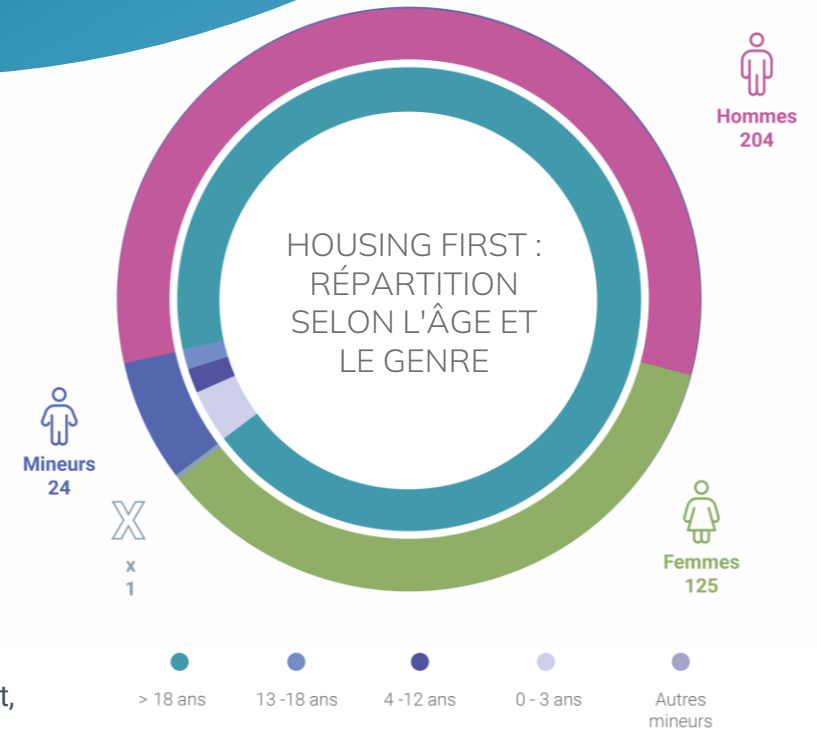 Hommes
204
HOUSING FIRST :
RÉPARTITION
SELON L'ÂGE ET
LE GENRE
Mineurs
24
X
x
1
Femmes
125
t,
> 18 ans
13 -18 ans
4 -12 ans
0 - 3 ans
Autres
mineurs